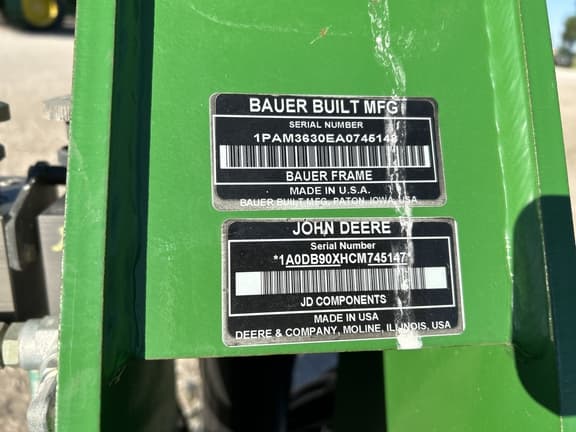 BAUER BUILT MFG
SERIAL NUMBER
BAUER FRAME
MADE IN U.S.A.
BAUER BUILT MFG, PATON, IOWA, USA
JOHN DEERE
Serial Number
*1A0DB90XHCM745147
JD COMPONENTS
MADE IN USA
DEERE & COMPANY, MOLINE, ILLINOIS, USA